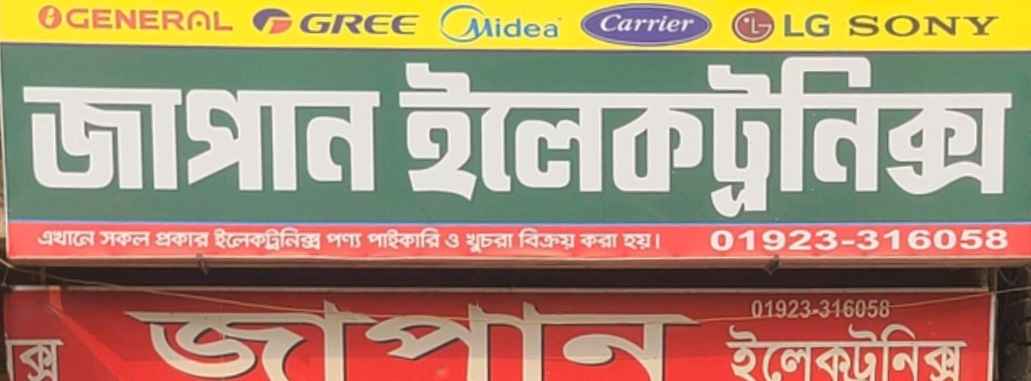 GENERAL GREE Midea Carrier LG SONY
জাপান ইলেকট্রনিক্স
এখানে সকল প্রকার ইলেকট্রনিক্স পণ্য পাইকারি ও খুচরা বিক্রয় করা হয়। 01923-316058
01923-316058
ক্স জাপান ইলেকট্রনিক্স